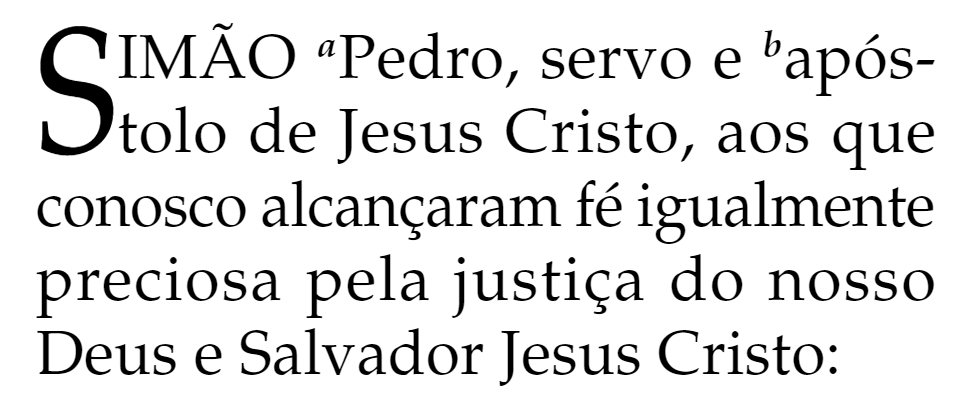 SIMÃO ᵃPedro, servo e ᵇapós-
tolo de Jesus Cristo, aos que
conosco alcançaram fé igualmente
preciosa pela justiça do nosso
Deus e Salvador Jesus Cristo: